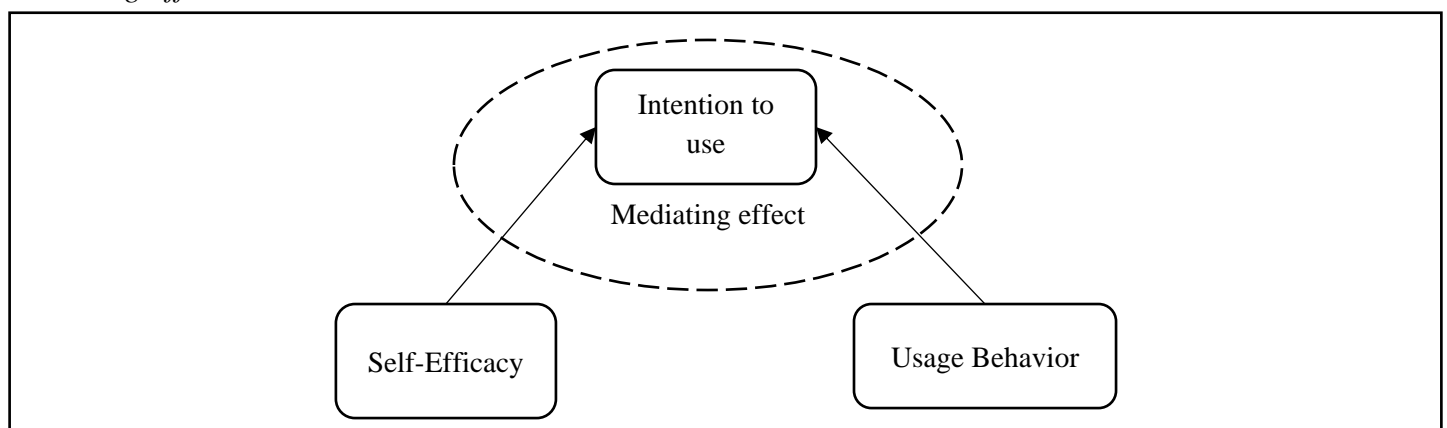 Intention to
use
Mediating effect
Self-Efficacy
Usage Behavior